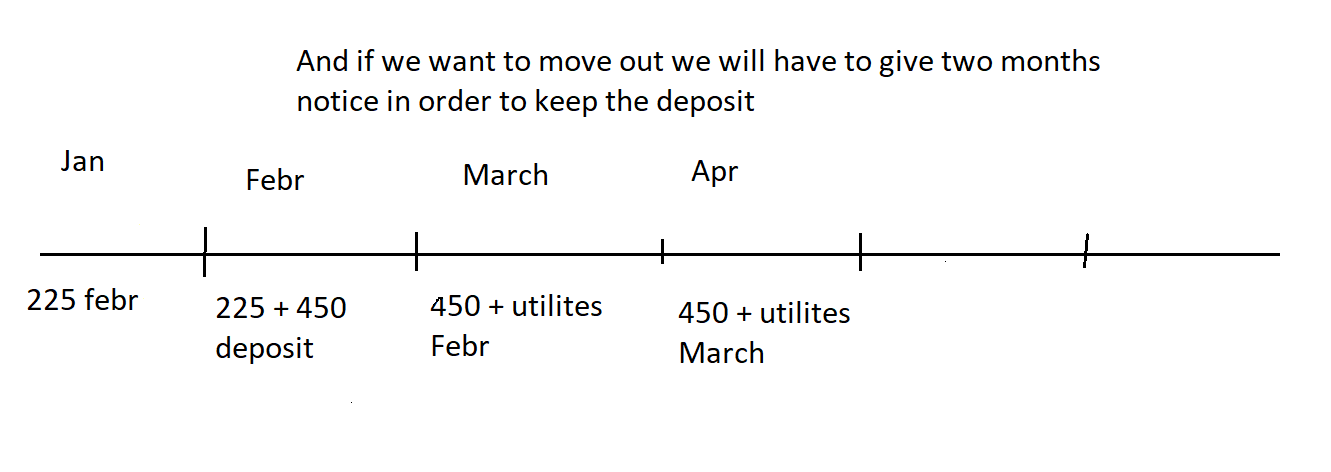 And if we want to move out we will have to give two months
notice in order to keep the deposit
Jan
Febr
March
Apr
225 febr
225 + 450
deposit
450 + utilites
Febr
450 + utilites
March